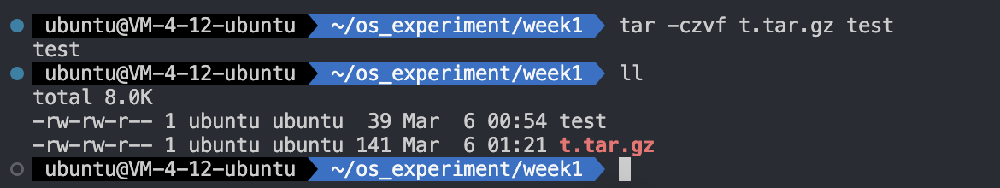 ubuntu@VM-4-12-ubuntu ~/os_experiment/week1 tar -czvf t.tar.gz test
test
ubuntu@VM-4-12-ubuntu ~/os_experiment/week1 ll
total 8.0K
-rw-rw-r-- 1 ubuntu ubuntu  39 Mar  6 00:54 test
-rw-rw-r-- 1 ubuntu ubuntu 141 Mar  6 01:21 t.tar.gz
ubuntu@VM-4-12-ubuntu ~/os_experiment/week1